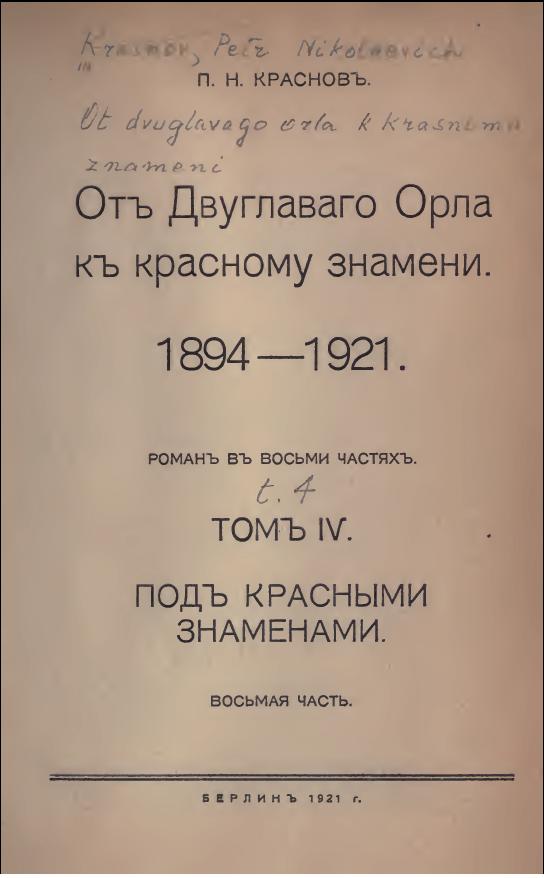 Krasnov, Petr Nikolaevich
П. Н. КРАСНОВЪ.
Ot dvuglavago orla k krasnomu
znameni
Отъ Двуглаваго Орла
къ красному знамени.
1894—1921.
РОМАНЪ ВЪ ВОСЬМИ ЧАСТЯХЪ.
t. 4
ТОМЪ IV.
ПОДЪ КРАСНЫМИ
ЗНАМЕНАМИ.
ВОСЬМАЯ ЧАСТЬ.
БЕРЛИНЪ 1921 г.